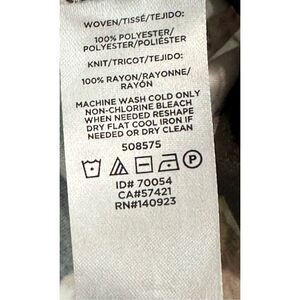 WOVEN/TISSÉ/TEJIDO:
100% POLYESTER/
POLYESTER/POLIÉSTER
KNIT/TRICOT/TEJIDO:
100% RAYON/RAYONNE/
RAYÓN
MACHINE WASH COLD ONLY
NON-CHLORINE BLEACH
WHEN NEEDED RESHAPE
DRY FLAT COOL IRON IF
NEEDED OR DRY CLEAN
508575
P
ID# 70054
CA#57421
RN#140923